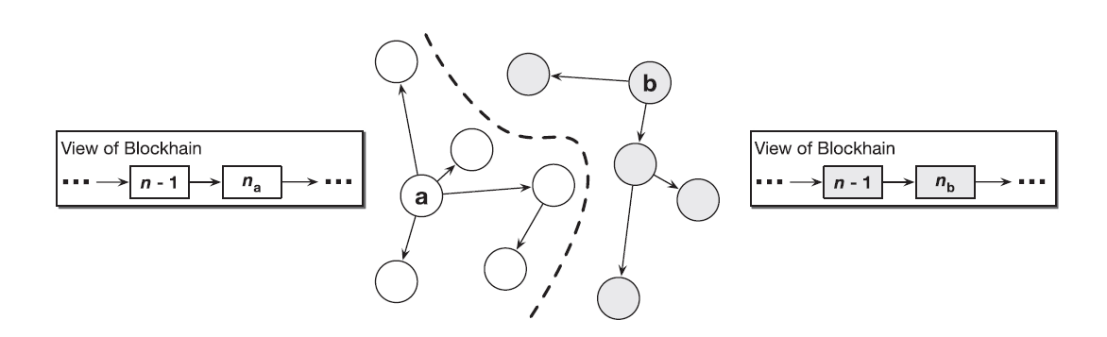 View of Blockhain
... n - 1 na ...
a
b
View of Blockhain
... n - 1 nb ...